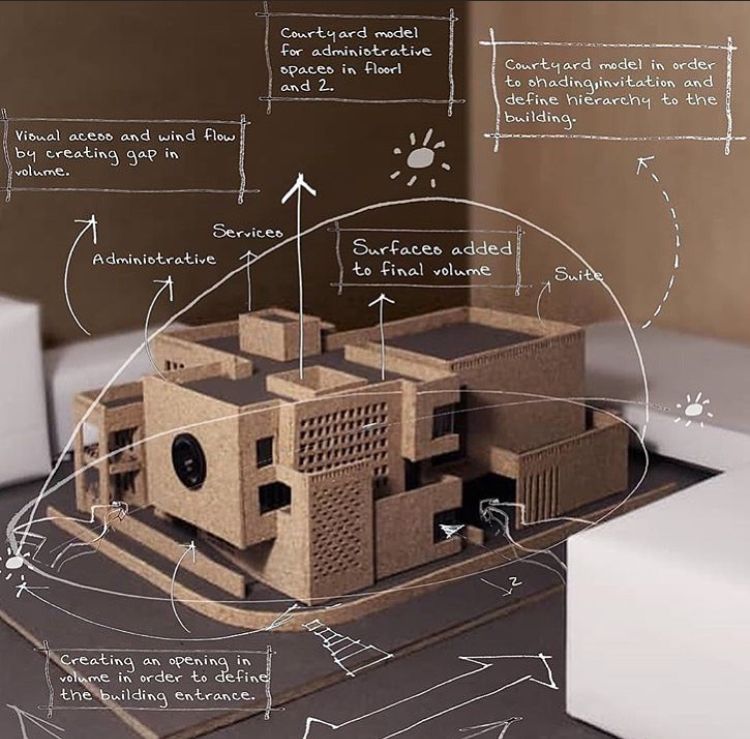 Courtyard model
for administrative
spaces in floor1
and 2.
Courtyard model in order
to shading,invitation and
define hierarchy to the
building.
Visual acess and wind flow
by creating gap in
volume.
Services
Administrative
Surfaces added
to final volume
Suite
2
Creating an opening in
volume in order to define
the building entrance.